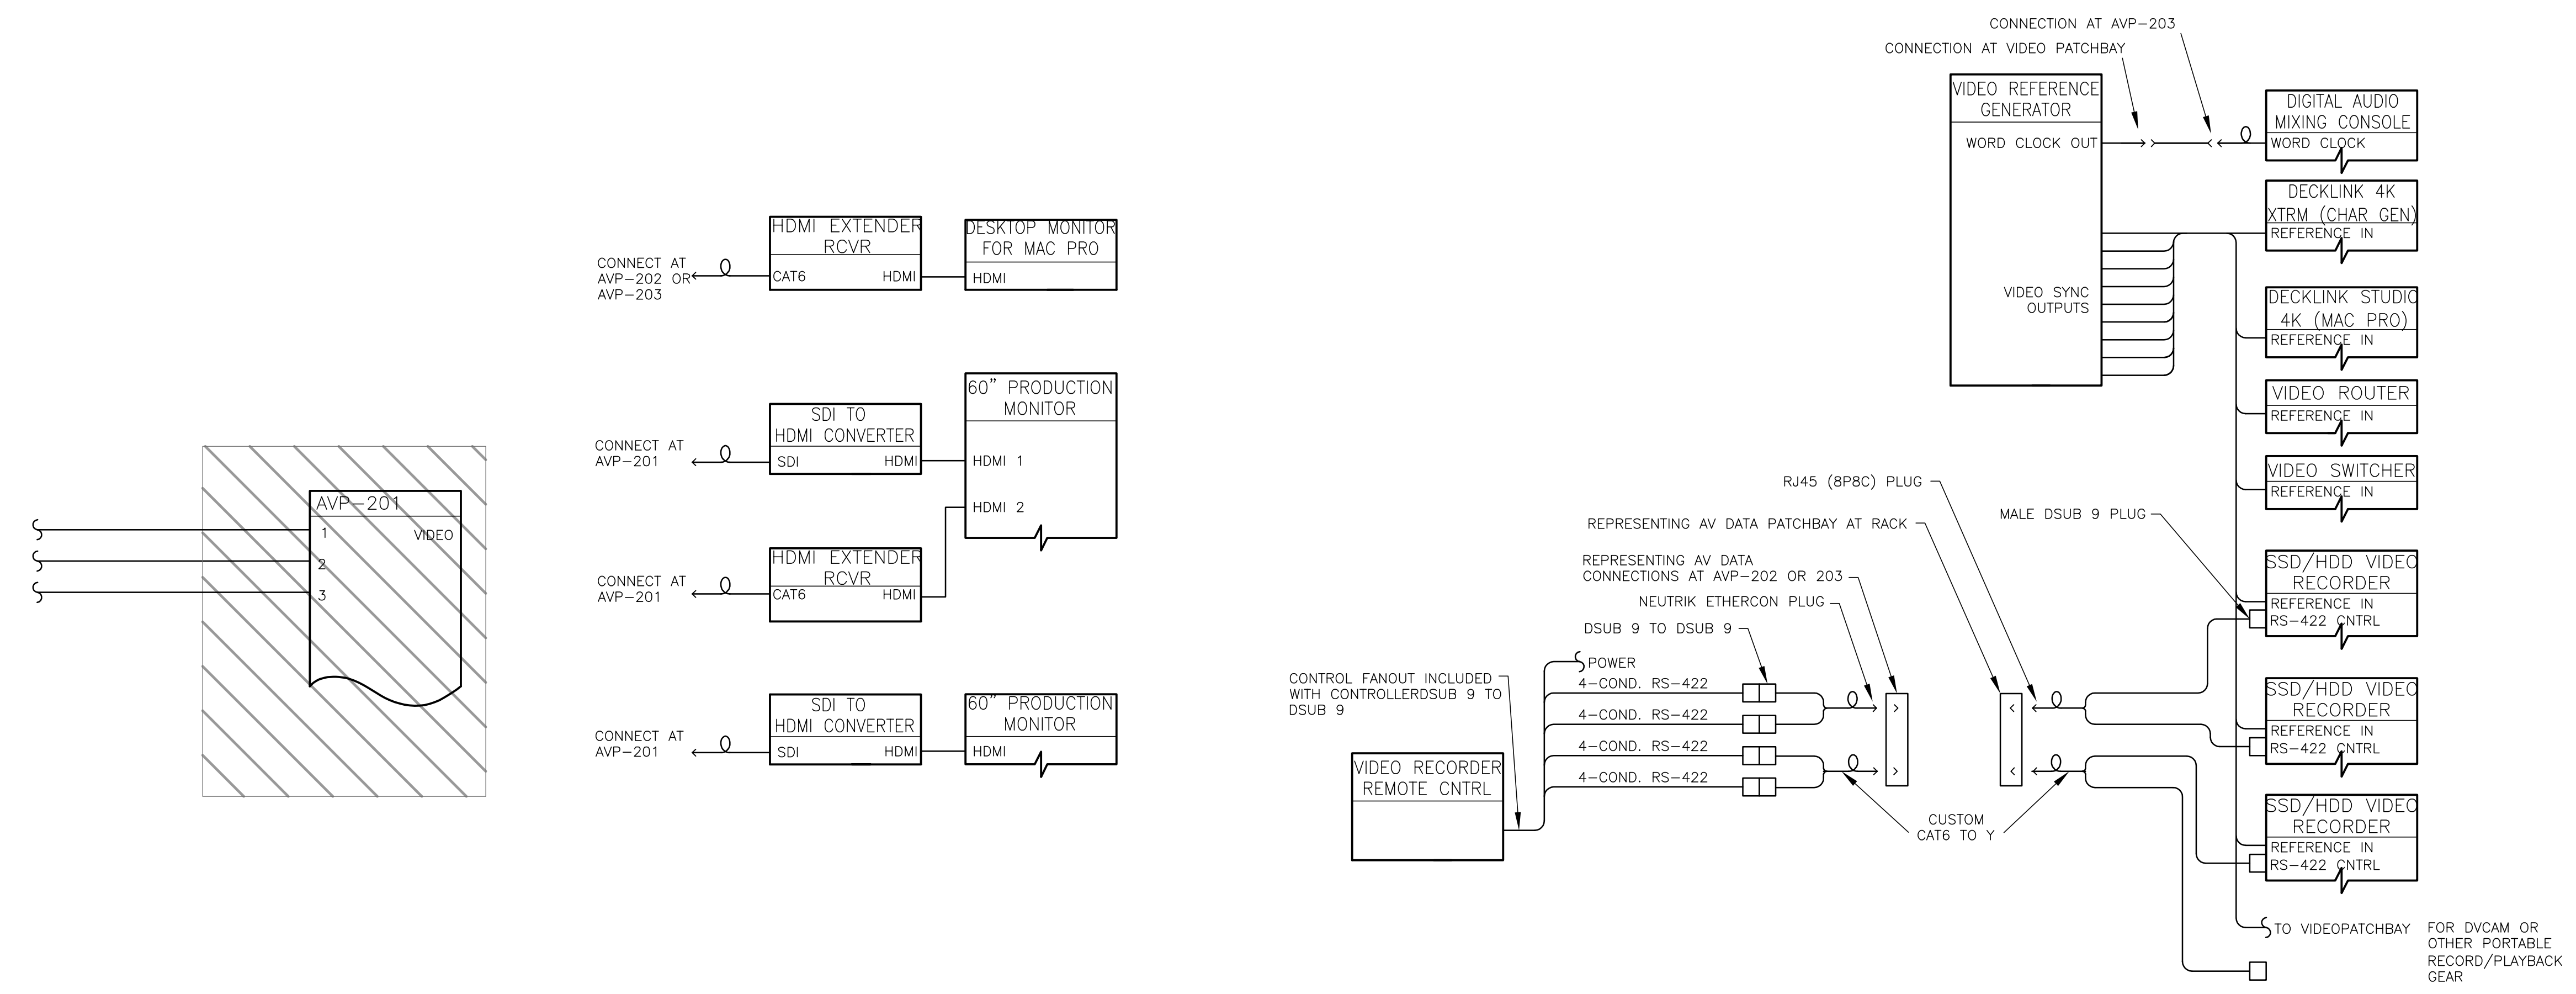 CONNECTION AT AVP-203
CONNECTION AT VIDEO PATCHBAY
VIDEO REFERENCE
GENERATOR
WORD CLOCK OUT
VIDEO SYNC
OUTPUTS
DIGITAL AUDIO
MIXING CONSOLE
WORD CLOCK
DECKLINK 4K
XTRM (CHAR GEN)
REFERENCE IN
DECKLINK STUDIO
4K (MAC PRO)
REFERENCE IN
VIDEO ROUTER
REFERENCE IN
VIDEO SWITCHER
REFERENCE IN
SSD/HDD VIDEO
RECORDER
REFERENCE IN
RS-422 CNTRL
SSD/HDD VIDEO
RECORDER
REFERENCE IN
RS-422 CNTRL
SSD/HDD VIDEO
RECORDER
REFERENCE IN
RS-422 CNTRL
TO VIDEOPATCHBAY
FOR DVCAM OR
OTHER PORTABLE
RECORD/PLAYBACK
GEAR
AVP-201
1
VIDEO
2
3
CONNECT AT
AVP-202 OR
AVP-203
HDMI EXTENDER
RCVR
CAT6
HDMI
DESKTOP MONITOR
FOR MAC PRO
HDMI
CONNECT AT
AVP-201
SDI TO
HDMI CONVERTER
SDI
HDMI
60" PRODUCTION
MONITOR
HDMI 1
HDMI 2
CONNECT AT
AVP-201
HDMI EXTENDER
RCVR
CAT6
HDMI
CONNECT AT
AVP-201
SDI TO
HDMI CONVERTER
SDI
HDMI
60" PRODUCTION
MONITOR
HDMI
RJ45 (8P8C) PLUG
MALE DSUB 9 PLUG
REPRESENTING AV DATA PATCHBAY AT RACK
REPRESENTING AV DATA
CONNECTIONS AT AVP-202 OR 203
NEUTRIK ETHERCON PLUG
DSUB 9 TO DSUB 9
POWER
4-COND. RS-422
4-COND. RS-422
4-COND. RS-422
4-COND. RS-422
CONTROL FANOUT INCLUDED
WITH CONTROLLERDSUB 9 TO
DSUB 9
VIDEO RECORDER
REMOTE CNTRL
CUSTOM
CAT6 TO Y